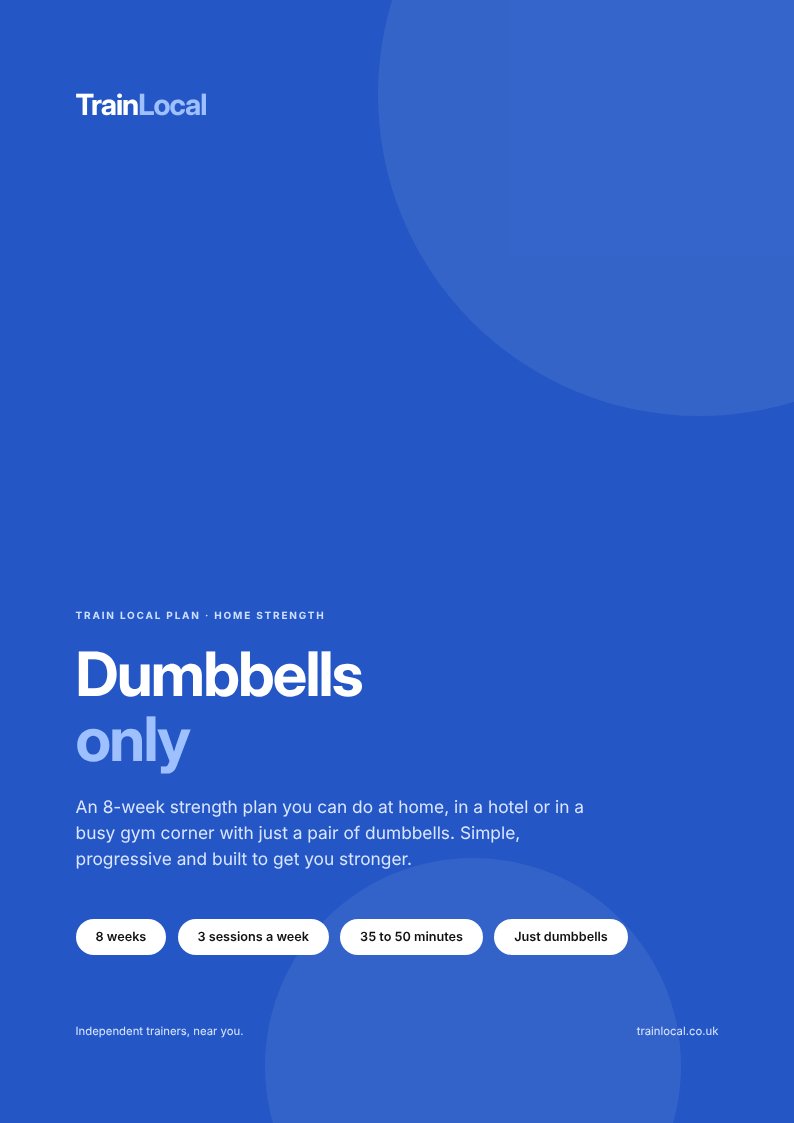 TrainLocal
TRAIN LOCAL PLAN · HOME STRENGTH
Dumbbells
only
An 8-week strength plan you can do at home, in a hotel or in a
busy gym corner with just a pair of dumbbells. Simple,
progressive and built to get you stronger.
8 weeks
3 sessions a week
35 to 50 minutes
Just dumbbells
Independent trainers, near you.
trainlocal.co.uk